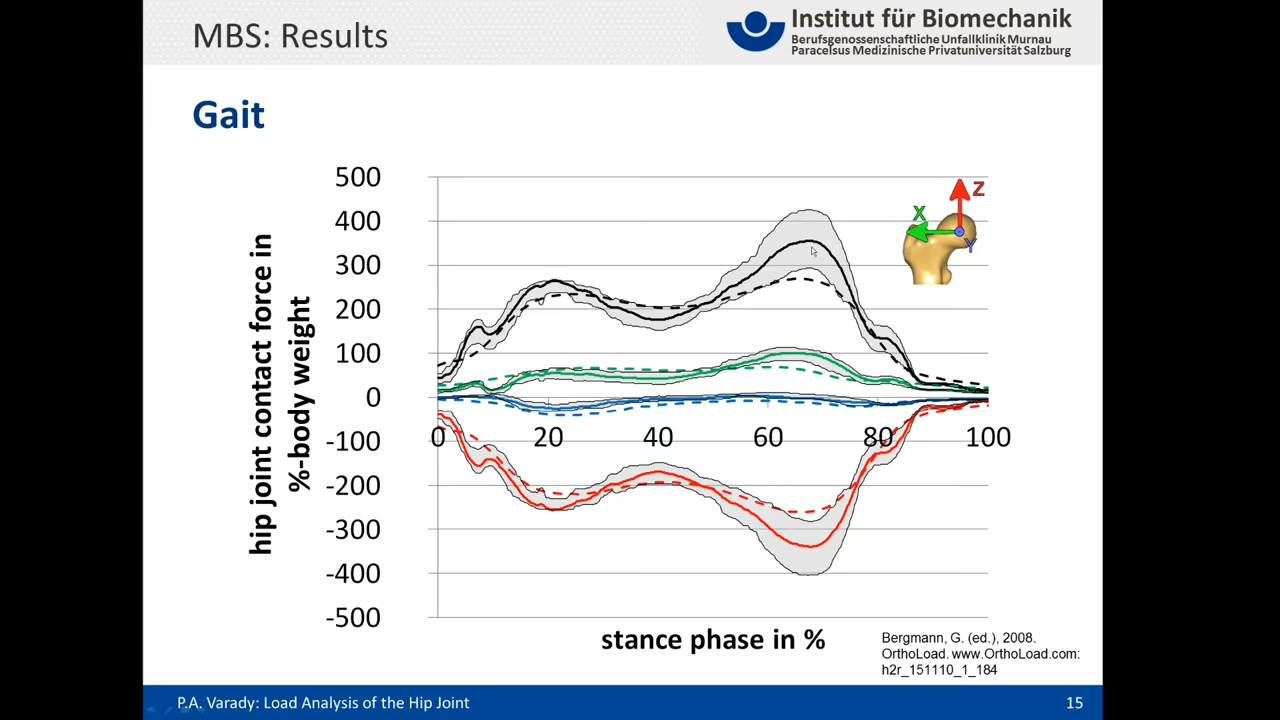 MBS: Results
Institut für Biomechanik
Berufsgenossenschaftliche Unfallklinik Murnau
Paracelsus Medizinische Privatuniversität Salzburg
Gait
hip joint contact force in
%-body weight
500
400
300
200
100
0
-100
-200
-300
-400
-500
0 20 40 60 80 100
Z
X
Y
stance phase in %
Bergmann, G. (ed.), 2008.
OrthoLoad. www.OrthoLoad.com:
h2r_151110_1_184
P.A. Varady: Load Analysis of the Hip Joint
15